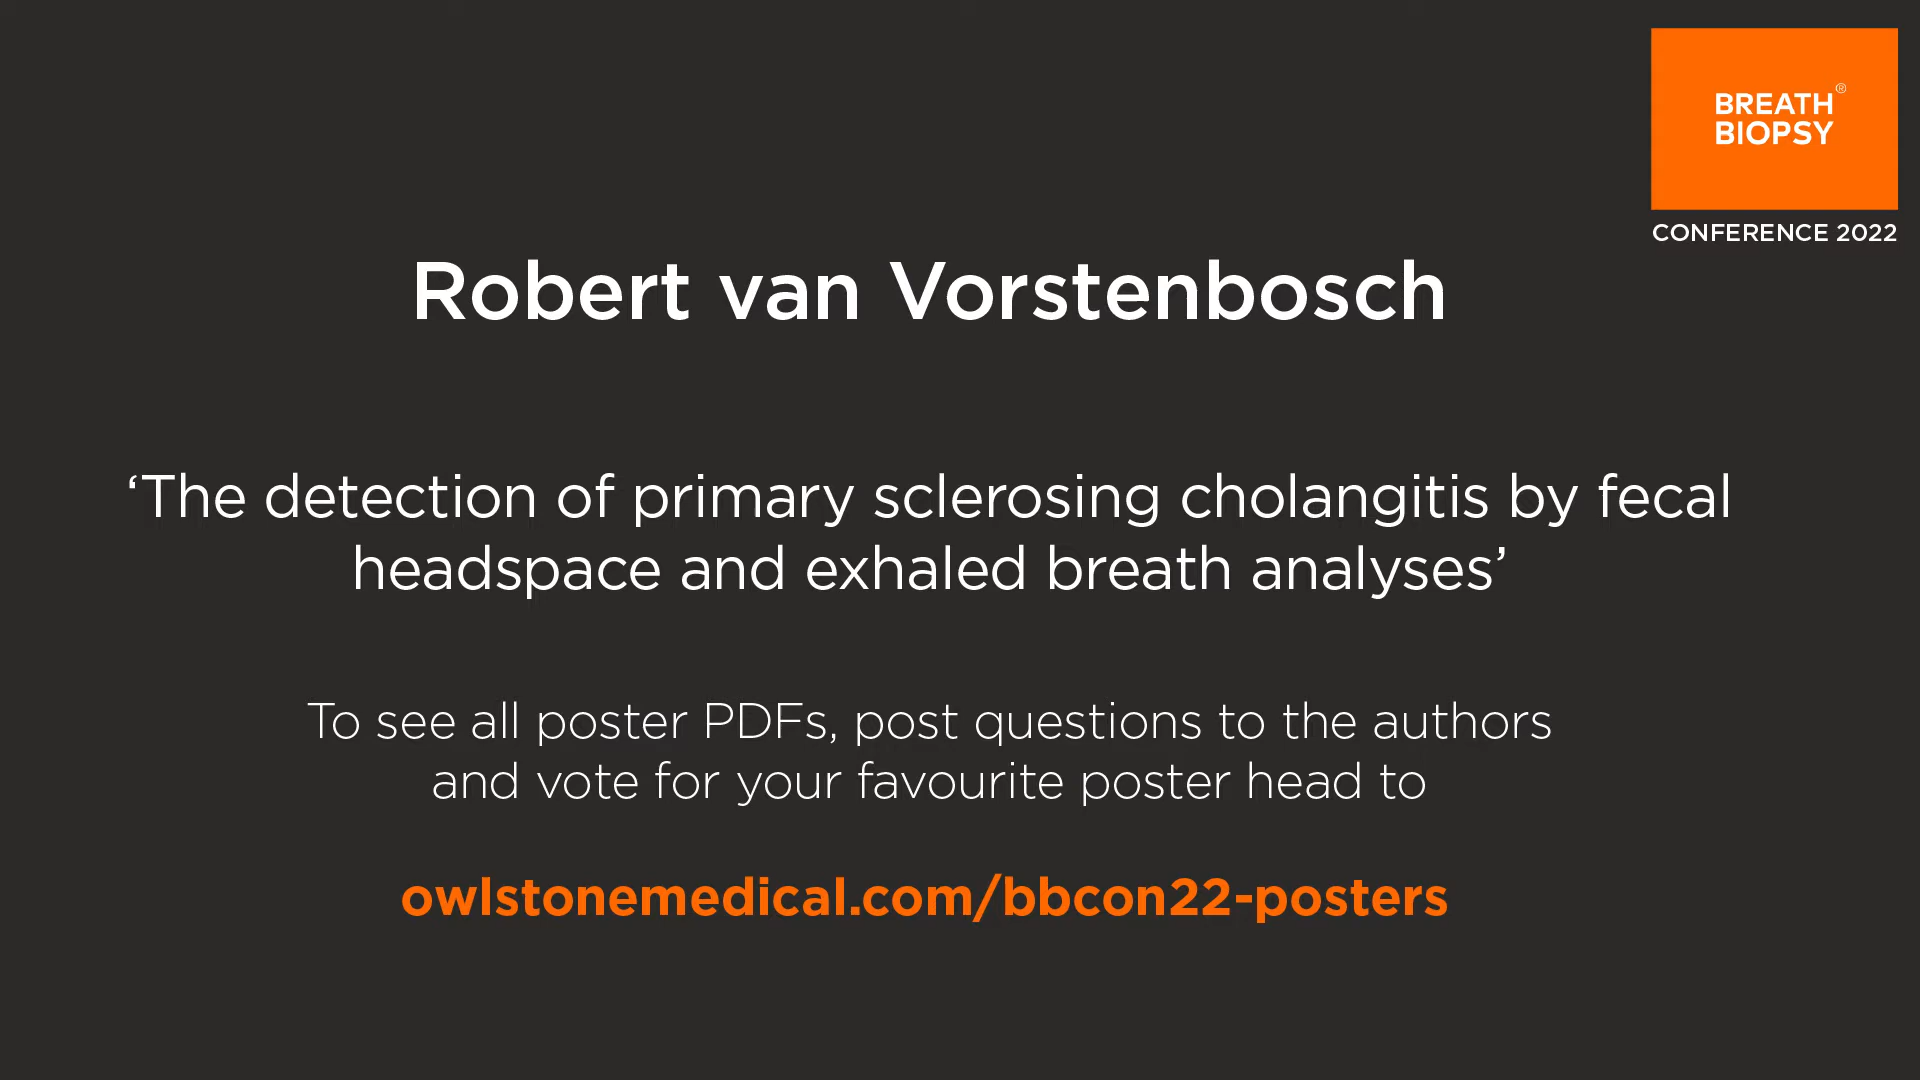 BREATH®
BIOPSY
CONFERENCE 2022
Robert van Vorstenbosch
‘The detection of primary sclerosing cholangitis by fecal
headspace and exhaled breath analyses’
To see all poster PDFs, post questions to the authors
and vote for your favourite poster head to
owlstonemedical.com/bbcon22-posters